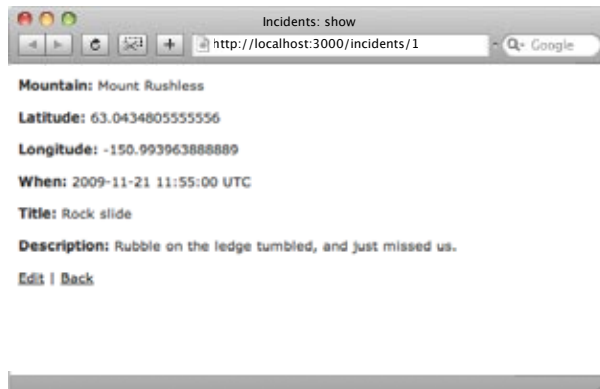 Incidents: show
http://localhost:3000/incidents/1
Google
Mountain: Mount Rushless
Latitude: 63.0434805555556
Longitude: -150.993963888889
When: 2009-11-21 11:55:00 UTC
Title: Rock slide
Description: Rubble on the ledge tumbled, and just missed us.
Edit | Back